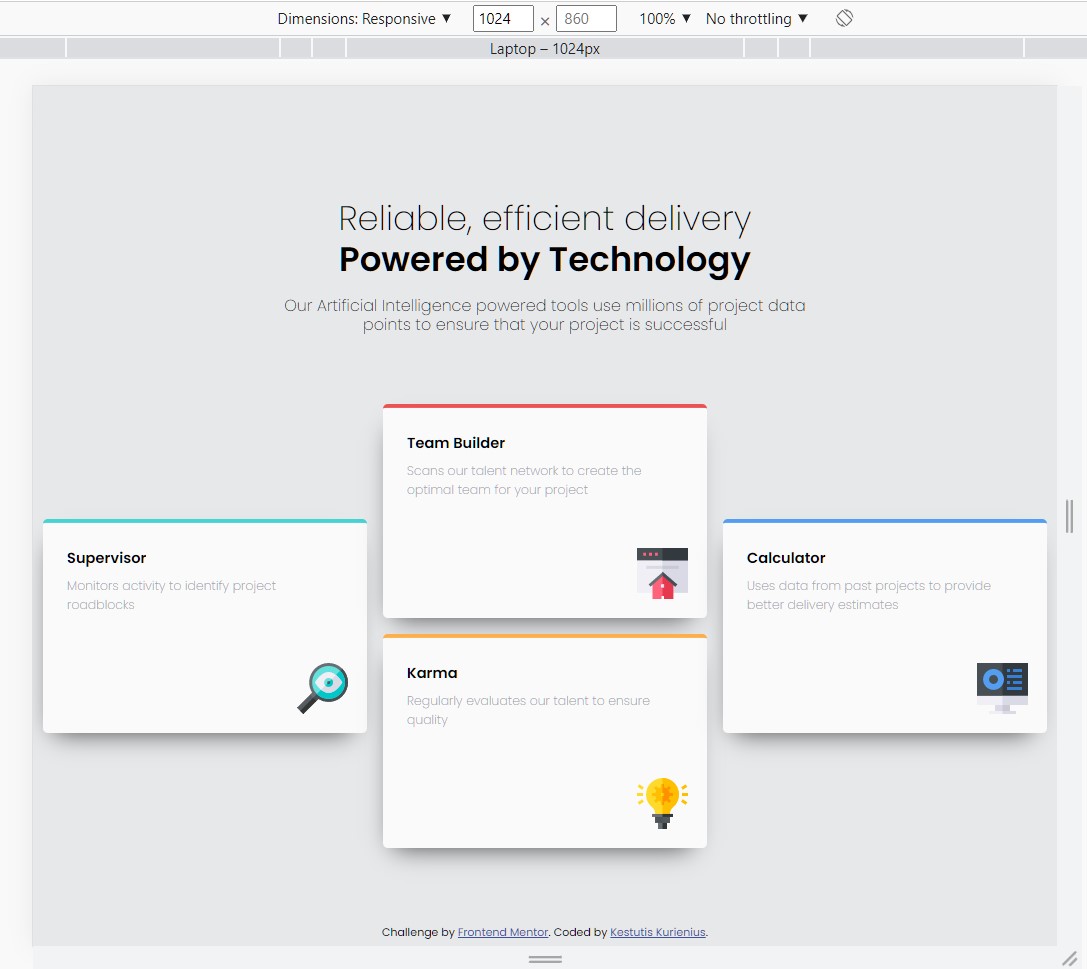 Dimensions: Responsive ▼ 1024 × 860 100% ▼ No throttling ▼
Laptop – 1024px
Reliable, efficient delivery
Powered by Technology
Our Artificial Intelligence powered tools use millions of project data
points to ensure that your project is successful
Team Builder
Scans our talent network to create the
optimal team for your project
Supervisor
Monitors activity to identify project
roadblocks
Calculator
Uses data from past projects to provide
better delivery estimates
Karma
Regularly evaluates our talent to ensure
quality
Challenge by Frontend Mentor. Coded by Kestutis Kurienius.